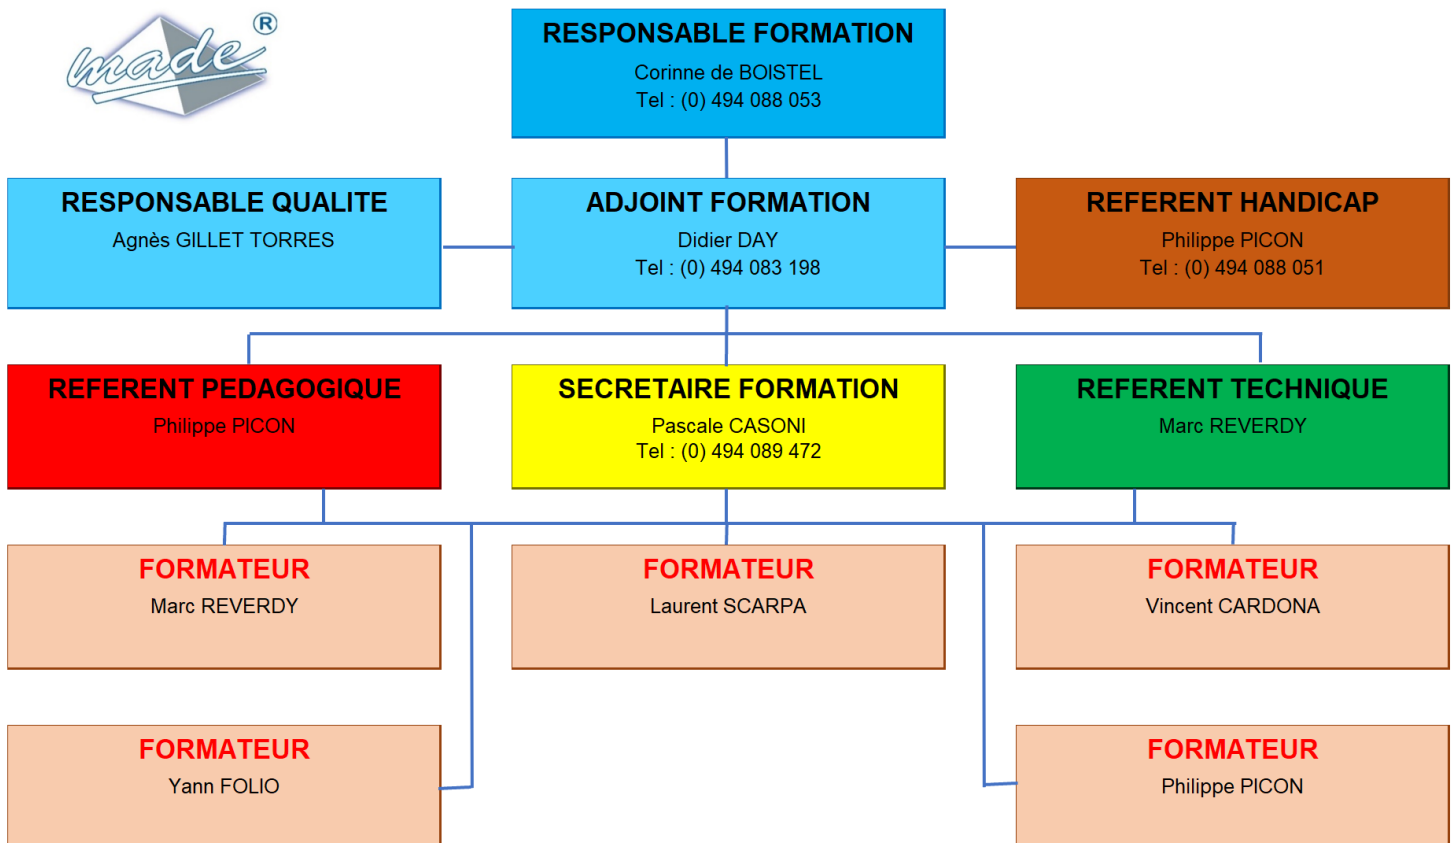 made ®
RESPONSABLE FORMATION
Corinne de BOISTEL
Tel : (0) 494 088 053
RESPONSABLE QUALITE
Agnès GILLET TORRES
ADJOINT FORMATION
Didier DAY
Tel : (0) 494 083 198
REFERENT HANDICAP
Philippe PICON
Tel : (0) 494 088 051
REFERENT PEDAGOGIQUE
Philippe PICON
SECRETAIRE FORMATION
Pascale CASONI
Tel : (0) 494 089 472
REFERENT TECHNIQUE
Marc REVERDY
FORMATEUR
Marc REVERDY
FORMATEUR
Laurent SCARPA
FORMATEUR
Vincent CARDONA
FORMATEUR
Yann FOLIO
FORMATEUR
Philippe PICON